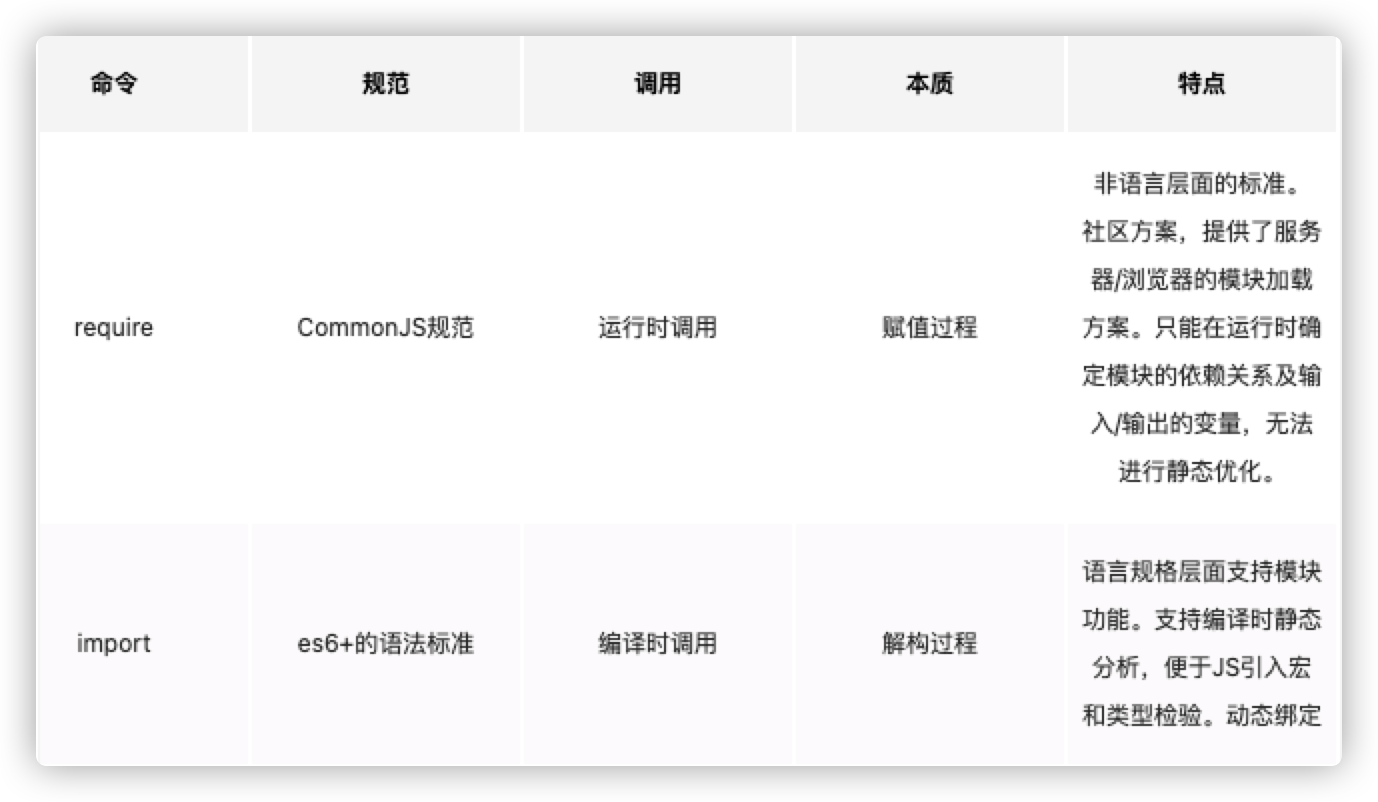 命令 规范 调用 本质 特点
require CommonJS规范 运行时调用 赋值过程
非语言层面的标准。
社区方案，提供了服务
器/浏览器的模块加载
方案。只能在运行时确
定模块的依赖关系及输
入/输出的变量，无法
进行静态优化。
import es6+的语法标准 编译时调用 解构过程
语言规格层面支持模块
功能。支持编译时静态
分析，便于JS引入宏
和类型检验。动态绑定